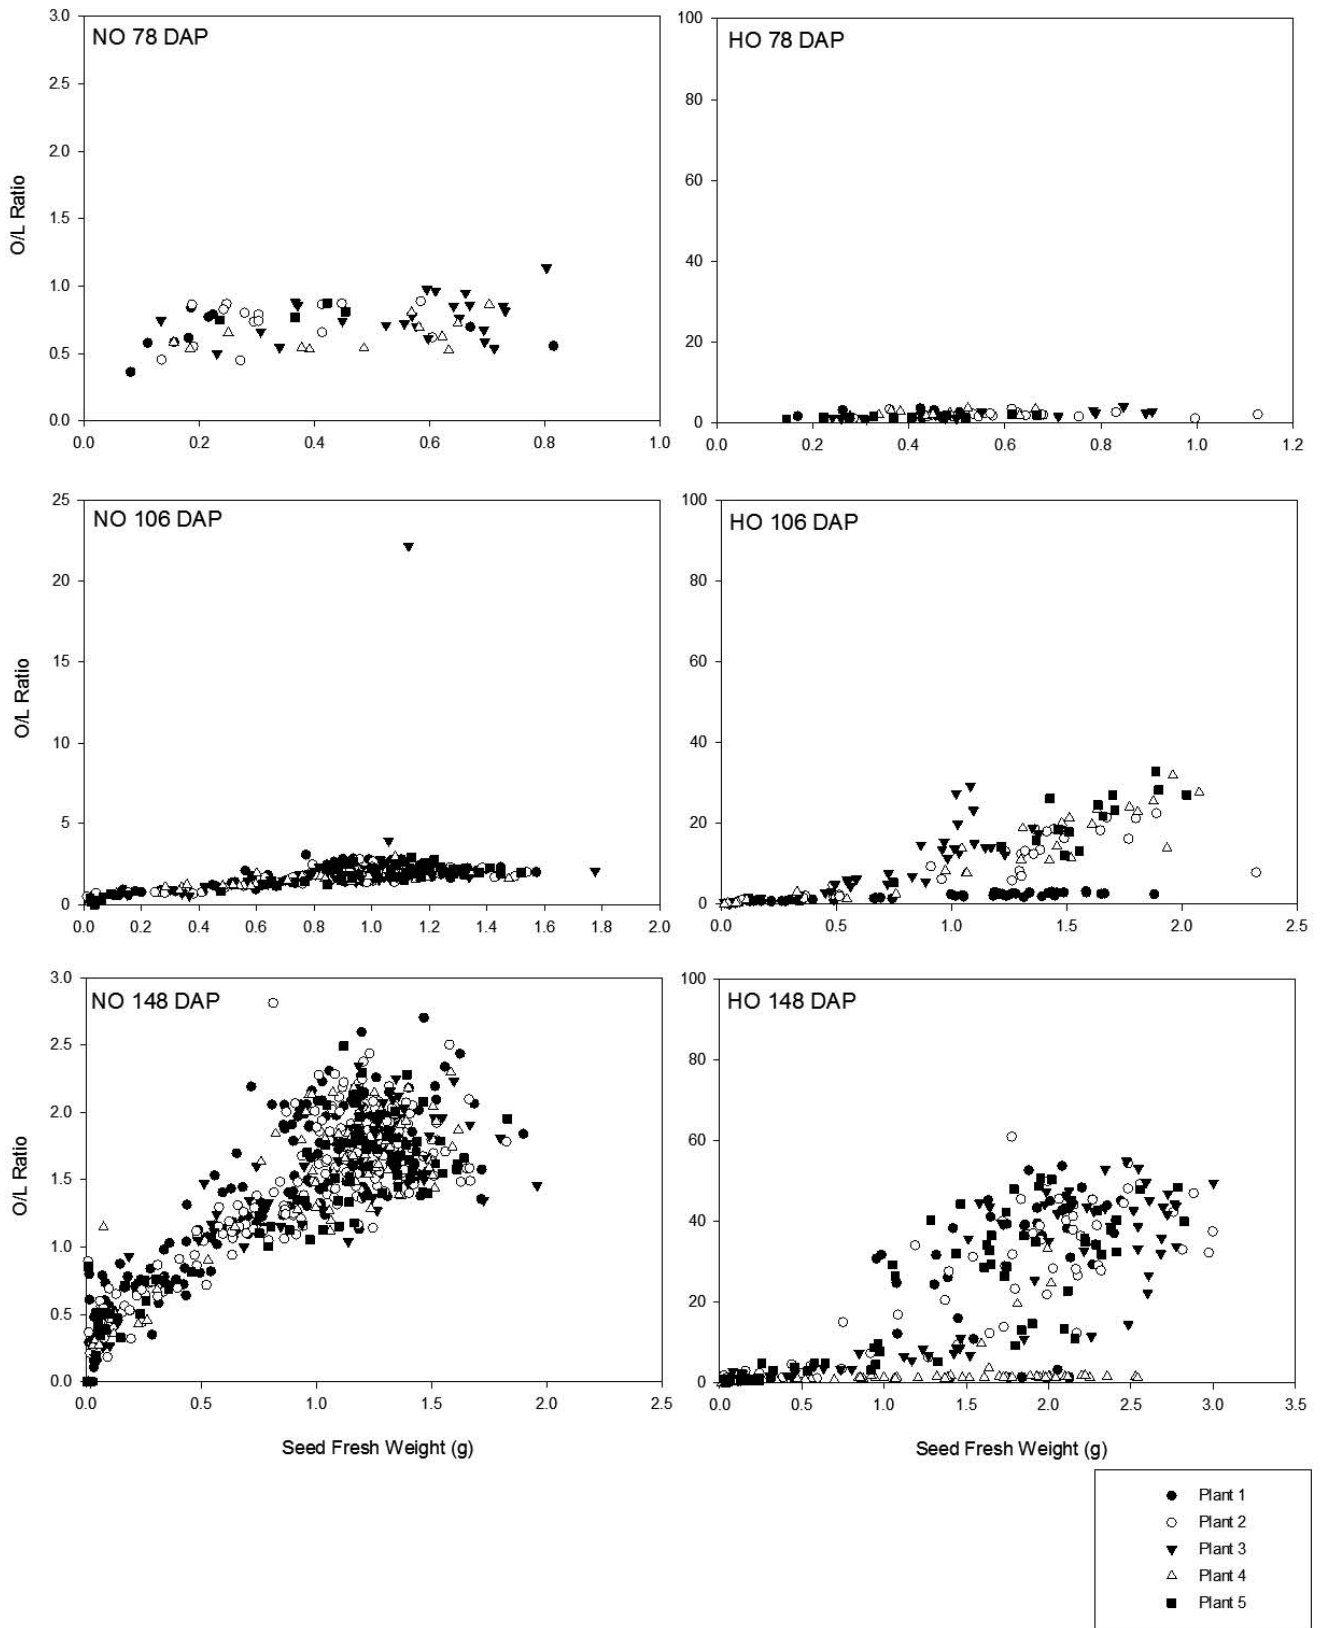 NO 78 DAP
O/L Ratio
3.0
2.5
2.0
1.5
1.0
0.5
0.0
0.0 0.2 0.4 0.6 0.8 1.0
HO 78 DAP
100
80
60
40
20
0
0.0 0.2 0.4 0.6 0.8 1.0 1.2
NO 106 DAP
O/L Ratio
25
20
15
10
5
0
0.0 0.2 0.4 0.6 0.8 1.0 1.2 1.4 1.6 1.8 2.0
HO 106 DAP
100
80
60
40
20
0
0.0 0.5 1.0 1.5 2.0 2.5
NO 148 DAP
O/L Ratio
3.0
2.5
2.0
1.5
1.0
0.5
0.0
0.0 0.5 1.0 1.5 2.0 2.5
Seed Fresh Weight (g)
HO 148 DAP
100
80
60
40
20
0
0.0 0.5 1.0 1.5 2.0 2.5 3.0 3.5
Seed Fresh Weight (g)
Plant 1
Plant 2
Plant 3
Plant 4
Plant 5